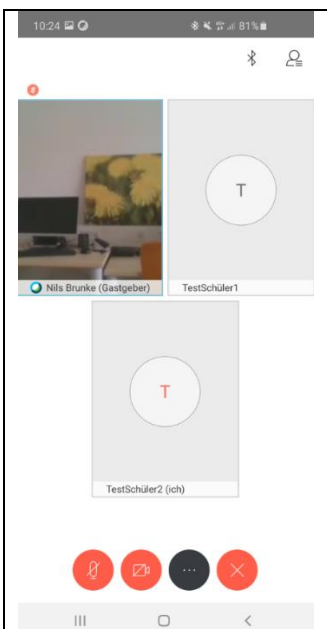 10:24 81%
Nils Brunke (Gastgeber)
TestSchüler1
T
T
TestSchüler2 (ich)